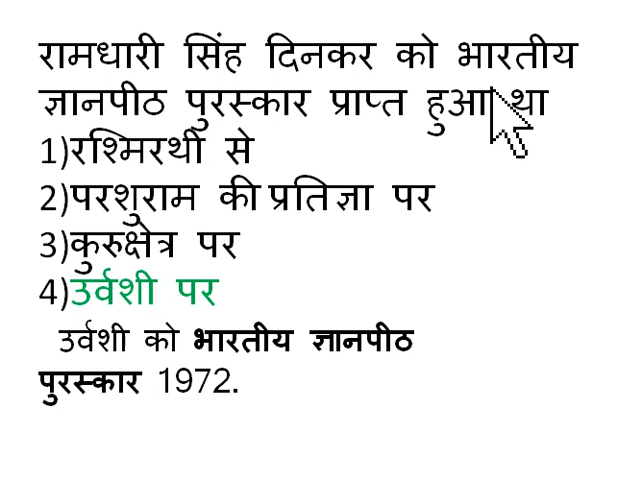 रामधारी सिंह दिनकर को भारतीय
ज्ञानपीठ पुरस्कार प्राप्त हुआ था
1)रश्मिरथी से
2)परशुराम की प्रतिज्ञा पर
3)कुरुक्षेत्र पर
4)उर्वशी पर
उर्वशी को भारतीय ज्ञानपीठ
पुरस्कार 1972.